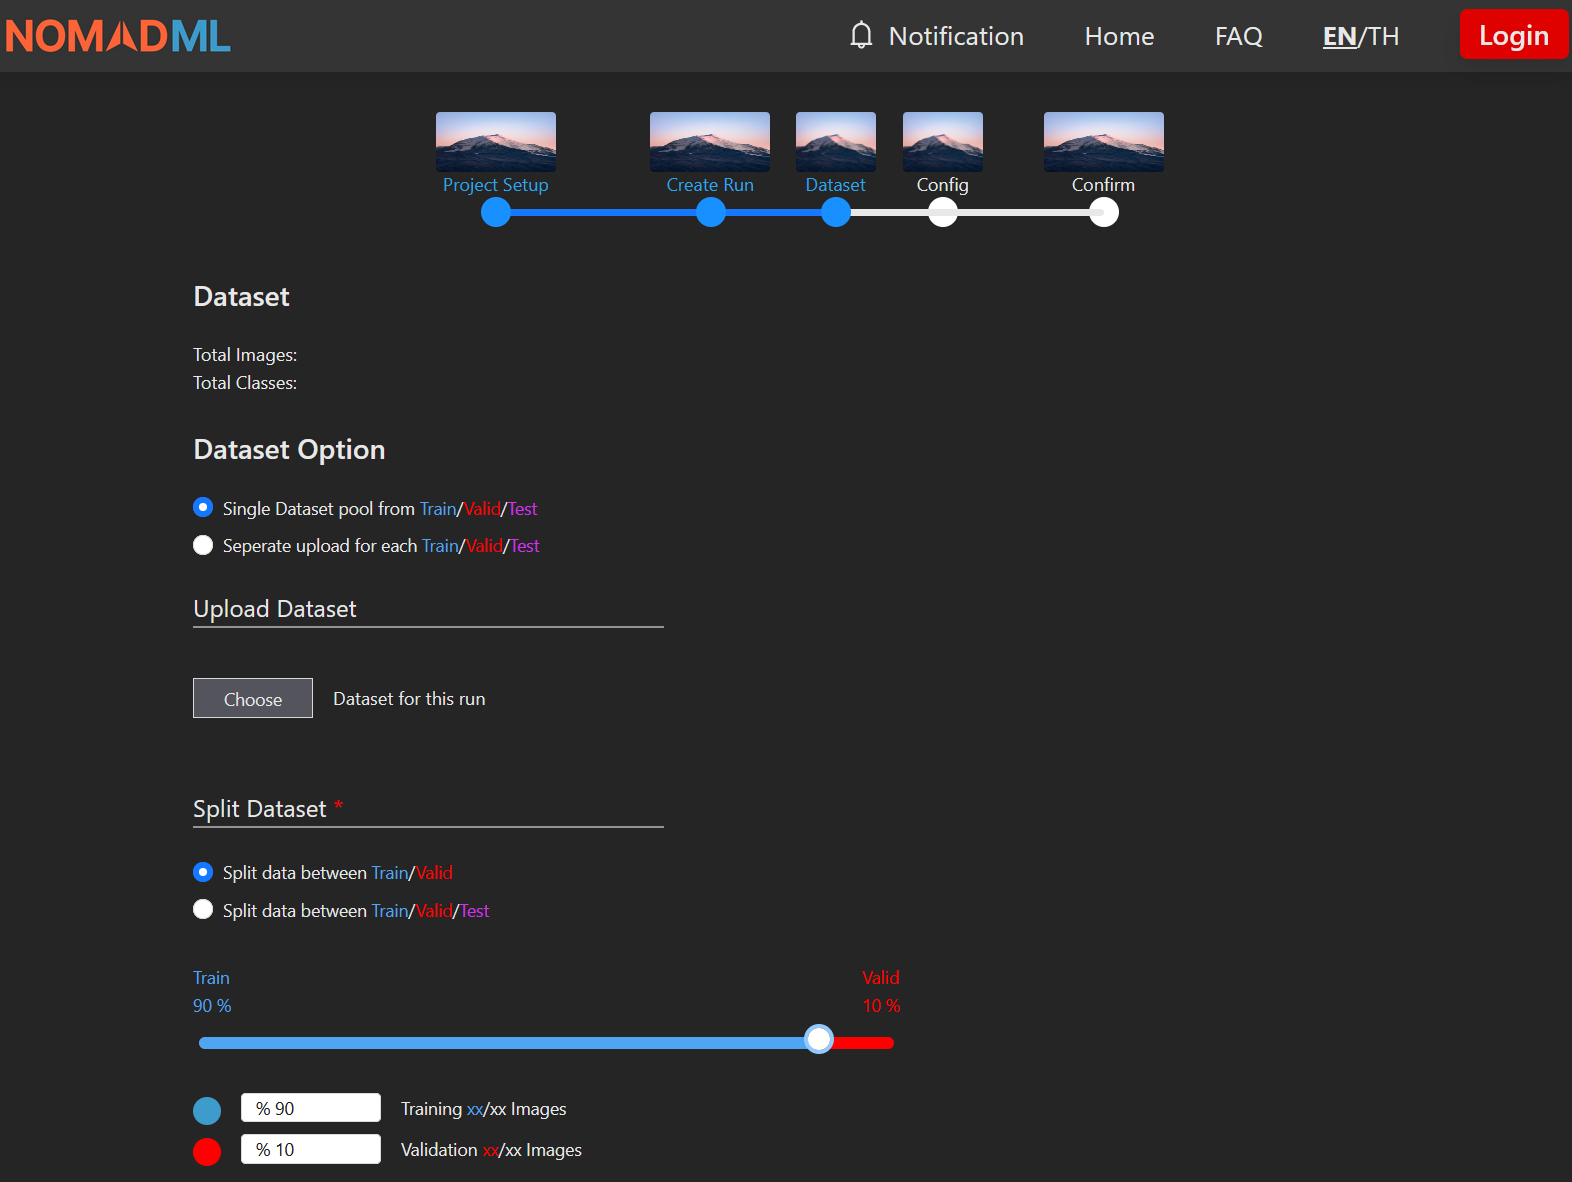 NOMADML
Notification Home FAQ EN/TH Login
Project Setup Create Run Dataset Config Confirm
Dataset
Total Images:
Total Classes:
Dataset Option
Single Dataset pool from Train/Valid/Test
Seperate upload for each Train/Valid/Test
Upload Dataset
Choose Dataset for this run
Split Dataset *
Split data between Train/Valid
Split data between Train/Valid/Test
Train Valid
90 % 10 %
% 90 Training xx/xx Images
% 10 Validation xx/xx Images